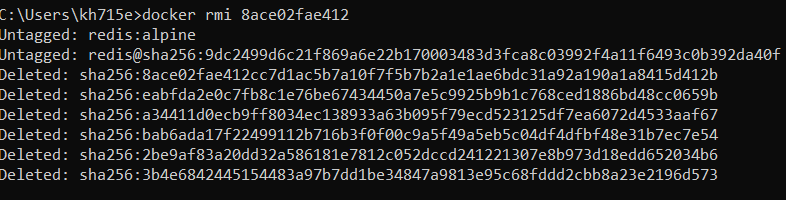 C:\Users\kh715e>docker rmi 8ace02fae412
Untagged: redis:alpine
Untagged: redis@sha256:9dc2499d6c21f869a6e22b170003483d3fca8c03992f4a11f6493c0b392da40f
Deleted: sha256:8ace02fae412cc7d1ac5b7a10f7f5b7b2a1e1ae6bdc31a92a190a1a8415d412b
Deleted: sha256:eabfda2e0c7fb8c1e76be67434450a7e5c9925b9b1c768ced1886bd48cc0659b
Deleted: sha256:a34411d0ecb9ff8034ec138933a63b095f79ecd523125df7ea6072d4533aaf67
Deleted: sha256:bab6ada17f22499112b716b3f0f00c9a5f49a5eb5c04df4dfbf48e31b7ec7e54
Deleted: sha256:2be9af83a20dd32a586181e7812c052dccd241221307e8b973d18edd652034b6
Deleted: sha256:3b4e6842445154483a97b7dd1be34847a9813e95c68fddd2cbb8a23e2196d573